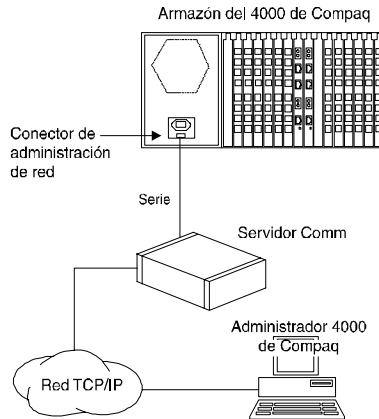 Armazón del 4000 de Compaq
Conector de
administración
de red
Serie
Servidor Comm
Administrador 4000
de Compaq
Red TCP/IP